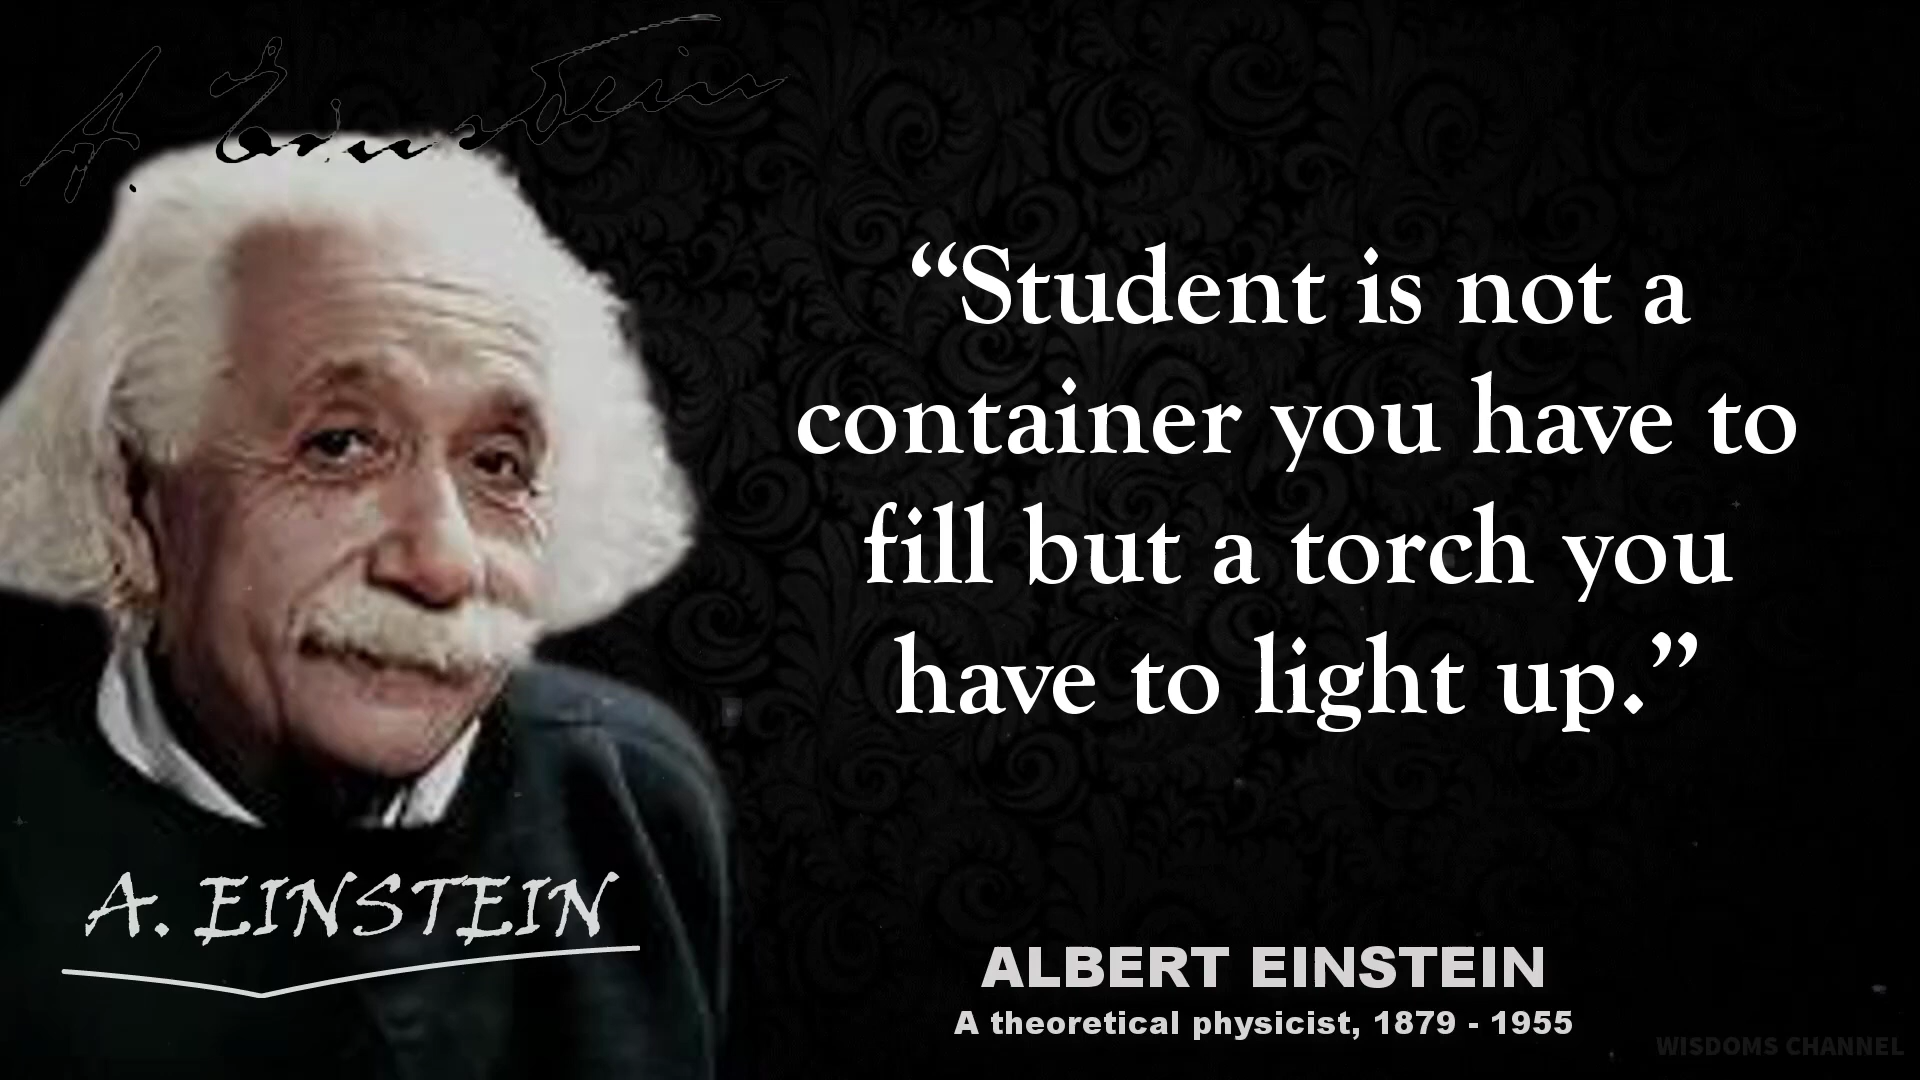 A. Einstein
“Student is not a
container you have to
fill but a torch you
have to light up.”
A. EINSTEIN
ALBERT EINSTEIN
A theoretical physicist, 1879 - 1955
WISDOMS CHANNEL